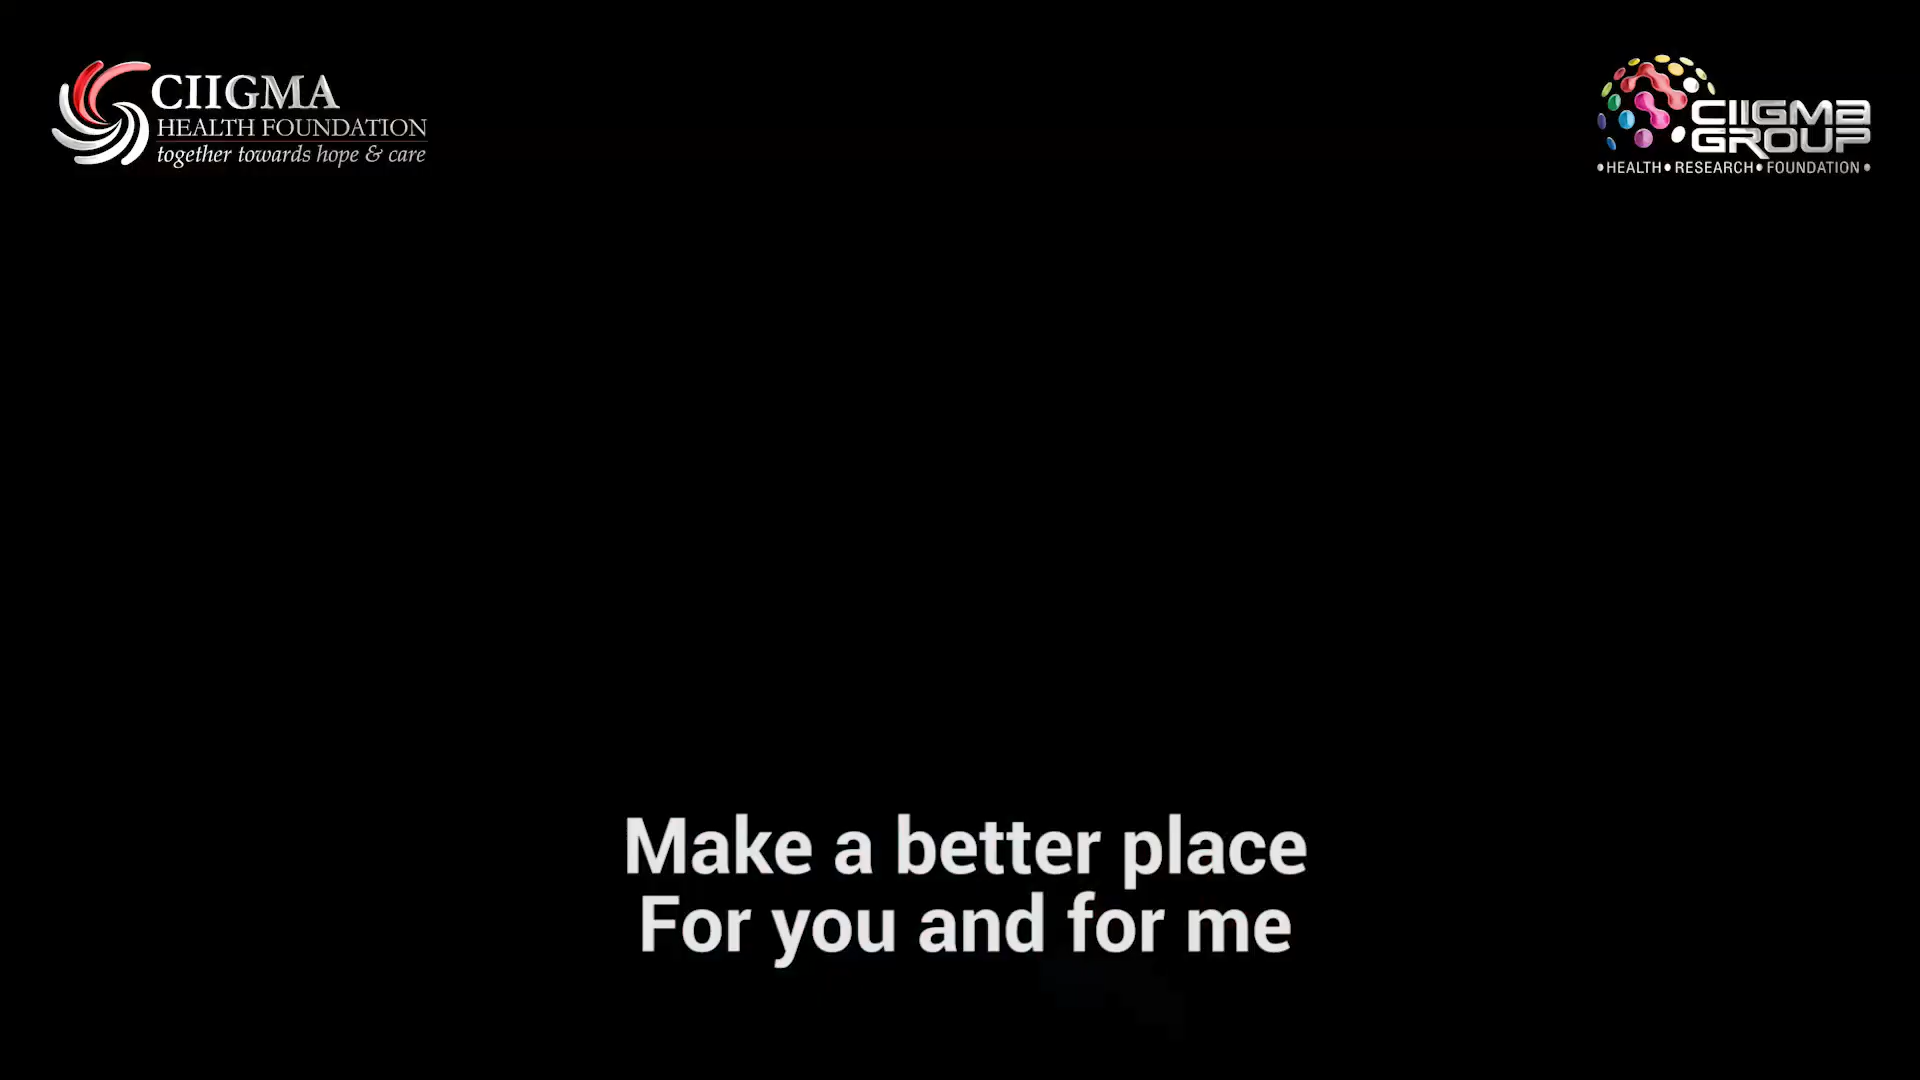 CIIGMA
HEALTH FOUNDATION
together towards hope & care
CIIGMA
GROUP
•HEALTH•RESEARCH•FOUNDATION•
Make a better place
For you and for me